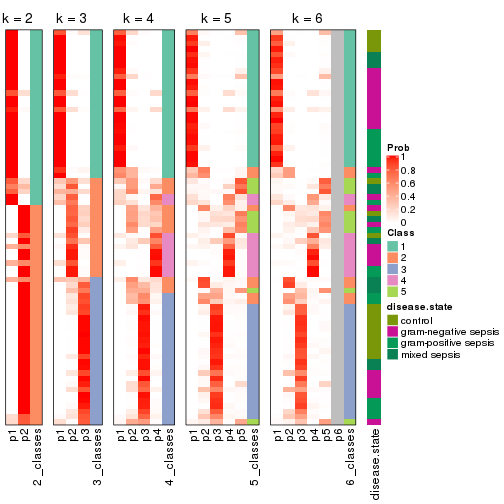 k = 2 k = 3 k = 4 k = 5 k = 6
Prob
1
0.8
0.6
0.4
0.2
0
Class
1
2
3
4
5
disease.state
control
gram-negative sepsis
gram-positive sepsis
mixed sepsis
p1 p2 2_classes p1 p2 p3 3_classes p1 p2 p3 p4 4_classes p1 p2 p3 p4 p5 5_classes p1 p2 p3 p4 p5 p6 6_classes disease.state